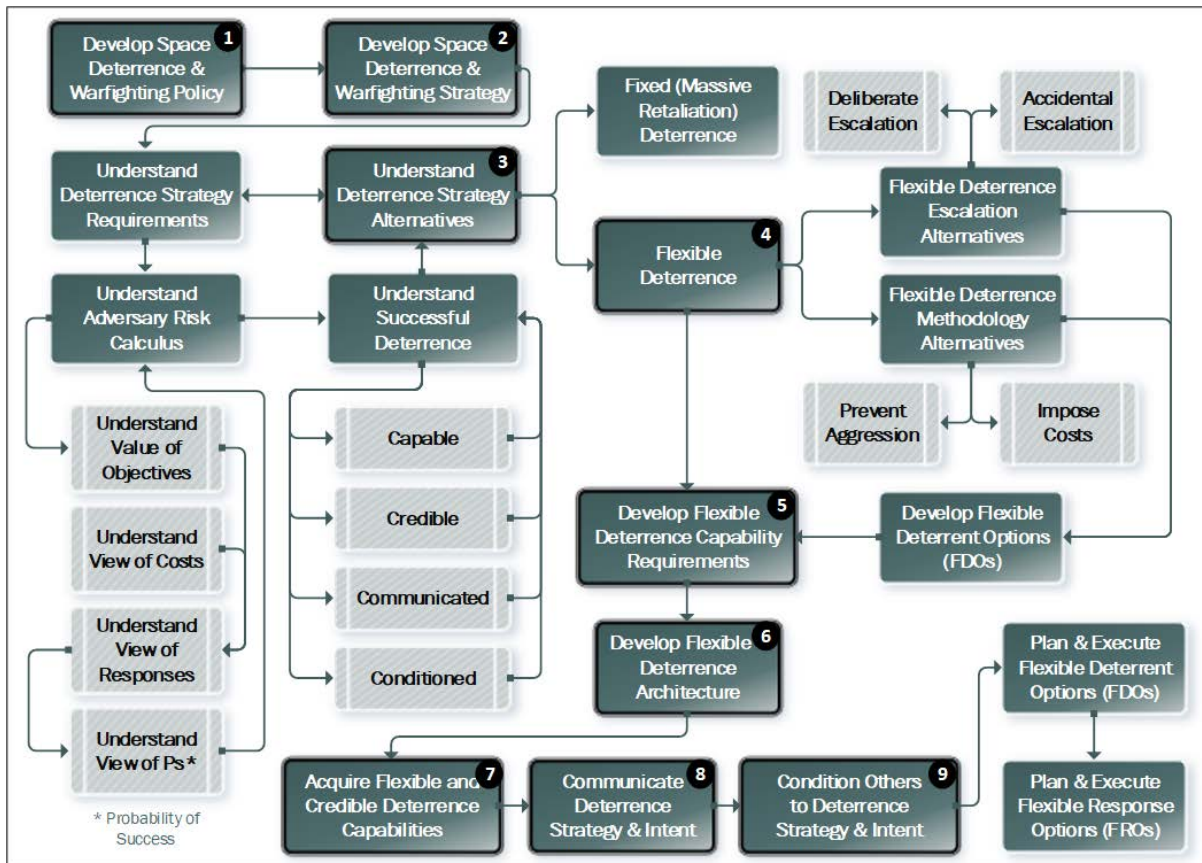 1
Develop Space
Deterrence &
Warfighting Policy
2
Develop Space
Deterrence &
Warfighting Strategy
Fixed (Massive
Retaliation)
Deterrence
Deliberate
Escalation
Accidental
Escalation
Understand
Deterrence Strategy
Requirements
3
Understand
Deterrence Strategy
Alternatives
4
Flexible
Deterrence
Flexible Deterrence
Escalation
Alternatives
Understand
Adversary Risk
Calculus
Understand
Successful
Deterrence
Flexible Deterrence
Methodology
Alternatives
Understand
Value of
Objectives
Understand
View of Costs
Understand
View of
Responses
Understand
View of Ps*
* Probability of
Success
Capable
Credible
Communicated
Conditioned
Prevent
Aggression
Impose
Costs
5
Develop Flexible
Deterrence Capability
Requirements
Develop Flexible
Deterrent Options
(FDOs)
6
Develop Flexible
Deterrence
Architecture
7
Acquire Flexible and
Credible Deterrence
Capabilities
8
Communicate
Deterrence
Strategy & Intent
9
Condition Others
to Deterrence
Strategy & Intent
Plan & Execute
Flexible Deterrent
Options (FDOs)
Plan & Execute
Flexible Response
Options (FROs)